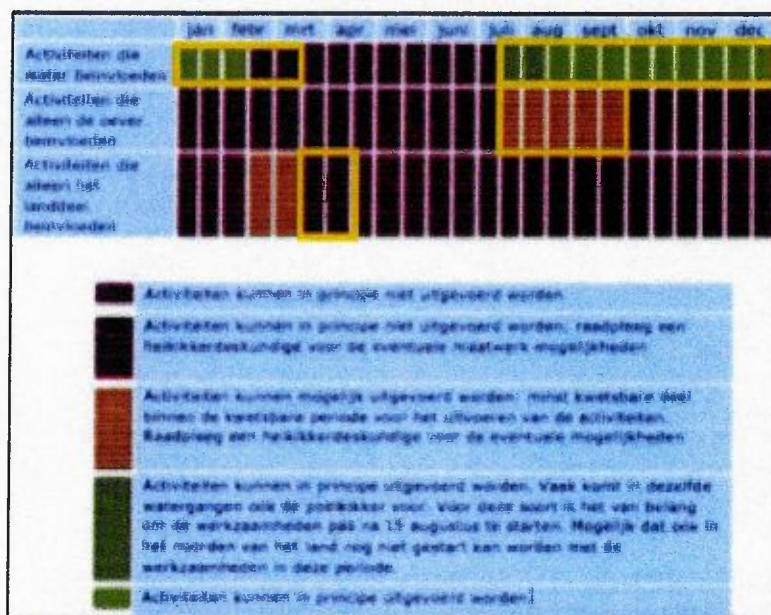 jan febr mrt apr mei juni juli aug sept okt nov dec
Activiteiten die
water beinvloeden
Activiteiten die
alleen de oever
beinvloeden
Activiteiten die
alleen het
landdeel
beinvloeden
Activiteiten kunnen in principe niet uitgevoerd worden
Activiteiten kunnen in principe niet uitgevoerd worden, raadpleeg een
heikikkerdeskundige voor de eventuele maatwerk mogelijkheden
Activiteiten kunnen mogelijk uitgevoerd worden: minst kwetsbare deel
binnen de kwetsbare periode voor het uitvoeren van de activiteiten.
Raadpleeg een heikikkerdeskundige voor de eventuele mogelijkheden
Activiteiten kunnen in principe uitgevoerd worden. Vaak komt in dezelfde
watergangen ook de poelkikker voor. Voor deze soort is het van belang
om de werkzaamheden pas na 15 augustus te starten. Mogelijk dat ook in
het noorden van het land nog niet gestart kan worden met de
werkzaamheden in deze periode.
Activiteiten kunnen in principe uitgevoerd worden.